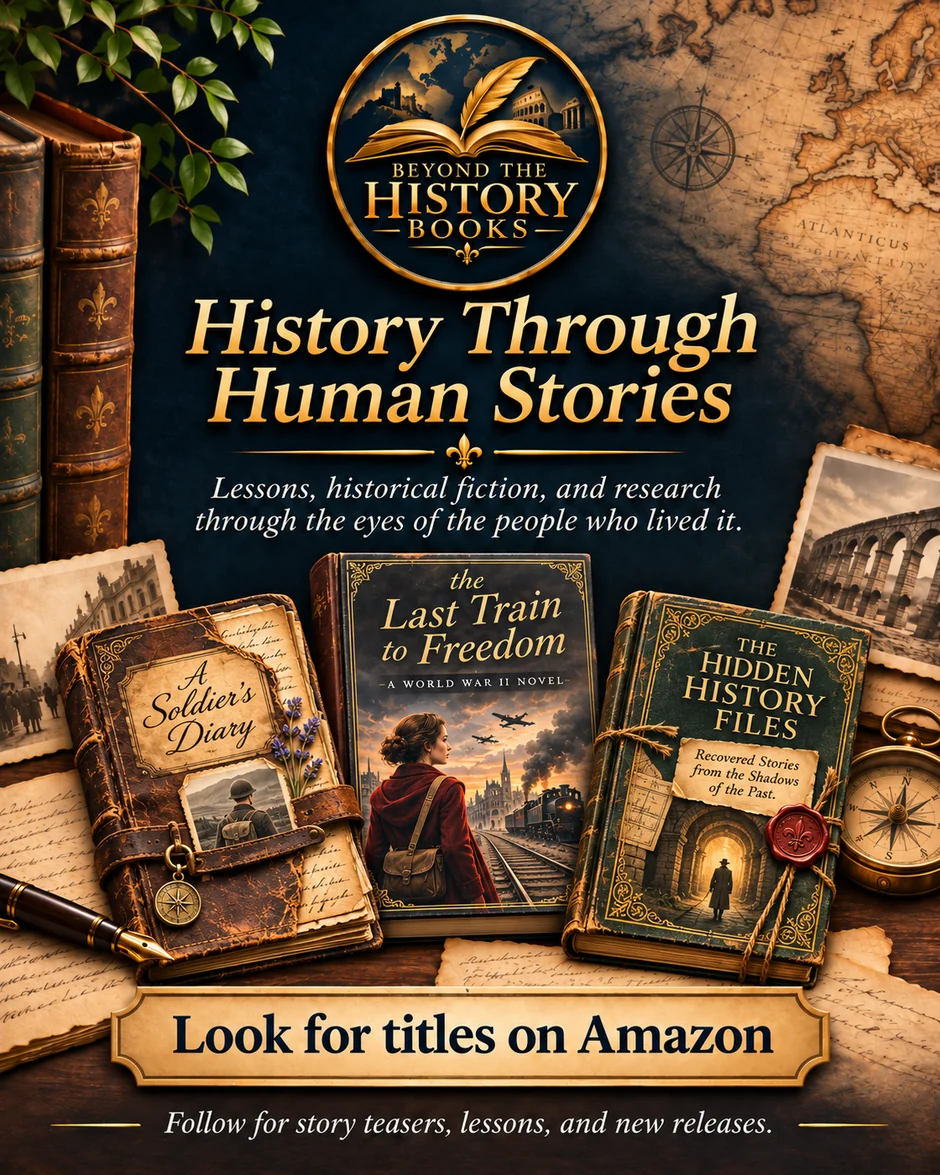 BEYOND THE
HISTORY
BOOKS
ATLANTICUS
History Through
Human Stories
Lessons, historical fiction, and research
through the eyes of the people who lived it.
A
Soldier's
Diary
the
Last Train
to Freedom
-A WORLD WAR II NOVEL-
THE
HIDDEN
HISTORY
FILES
Recovered Stories
from the Shadows
of the Past.
N
E
S
W
Look for titles on Amazon
Follow for story teasers, lessons, and new releases.